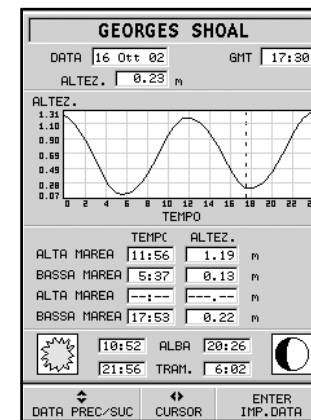 GEORGES SHOAL
DATA 16 Ott 02 GMT 17:30
ALTEZ. 0.23 m
ALTEZ.
1.31
1.10
0.90
0.69
0.49
0.28
0.07
0 2 4 6 8 10 12 14 16 18 20 22 2
TEMPO
TEMPO ALTEZ.
ALTA MAREA 11:56 1.19 m
BASSA MAREA 5:37 0.13 m
ALTA MAREA --:-- ---.-- m
BASSA MAREA 17:53 0.22 m
10:52 ALBA 20:26
21:56 TRAM. 6:02
DATA PREC/SUC CURSOR ENTER
IMP.DATA